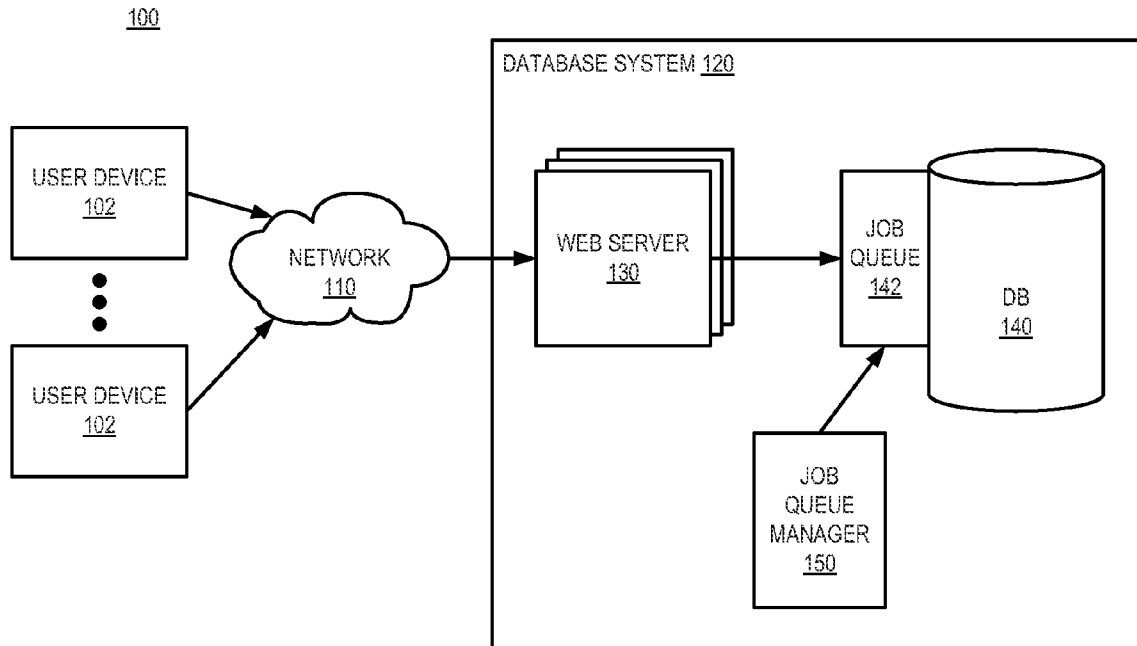 100
DATABASE SYSTEM 120
USER DEVICE
102
NETWORK
110
WEB SERVER
130
JOB
QUEUE
142
DB
140
USER DEVICE
102
JOB
QUEUE
MANAGER
150